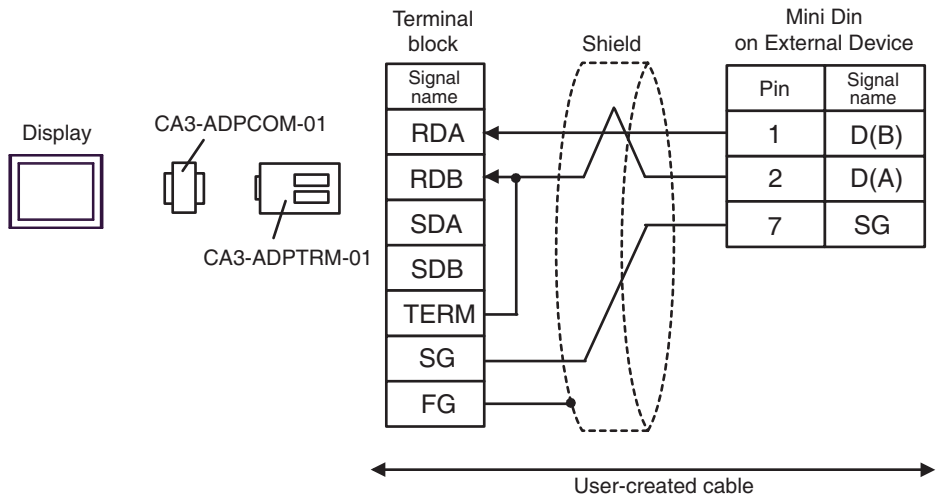 Terminal
block
Shield
Mini Din
on External Device
Display
CA3-ADPCOM-01
CA3-ADPTRM-01
Signal
name
RDA
RDB
SDA
SDB
TERM
SG
FG
Pin
Signal
name
1
D(B)
2
D(A)
7
SG
User-created cable